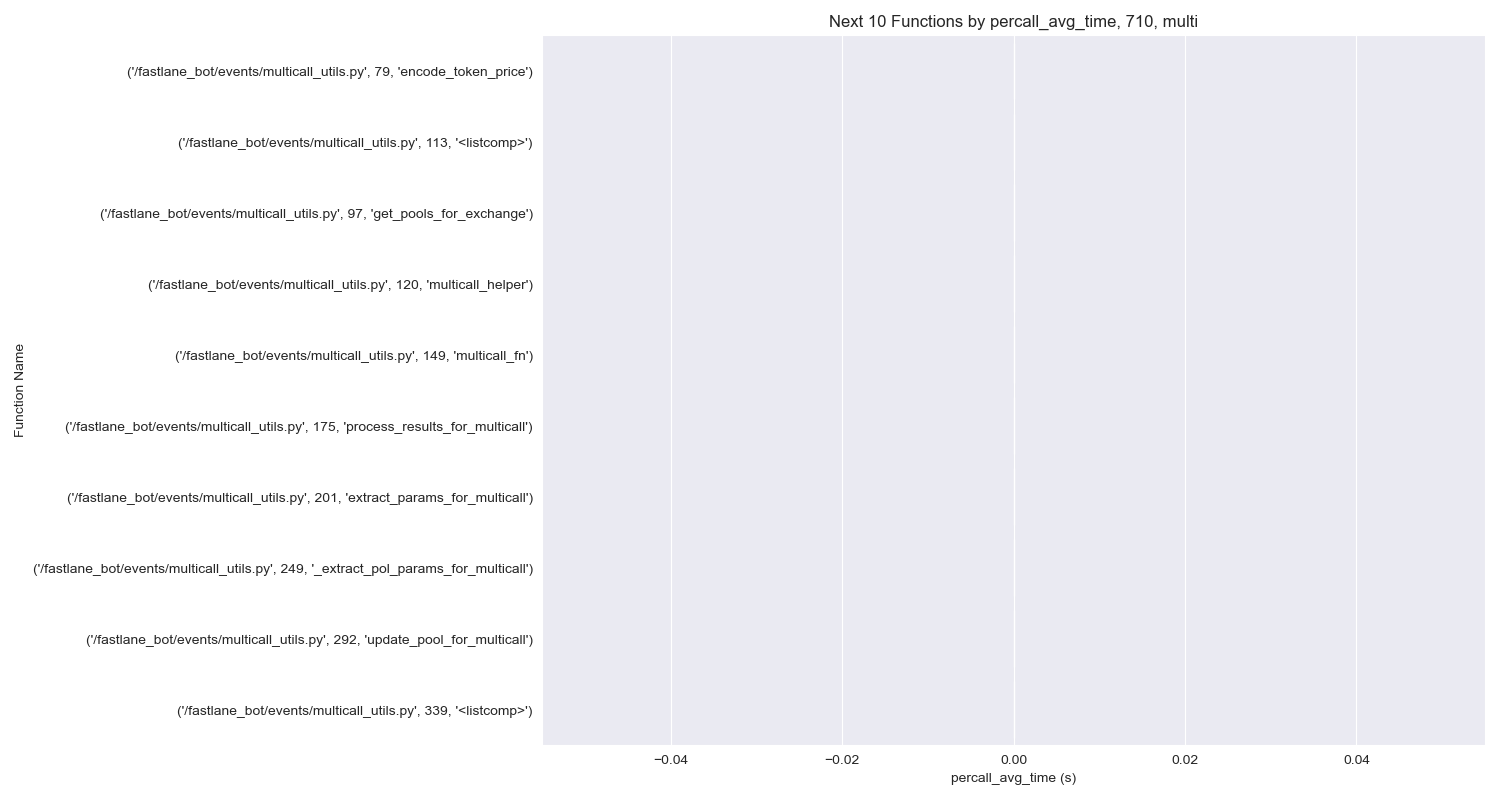 Next 10 Functions by percall_avg_time, 710, multi
('/fastlane_bot/events/multicall_utils.py', 79, 'encode_token_price')
('/fastlane_bot/events/multicall_utils.py', 113, '<listcomp>')
('/fastlane_bot/events/multicall_utils.py', 97, 'get_pools_for_exchange')
('/fastlane_bot/events/multicall_utils.py', 120, 'multicall_helper')
('/fastlane_bot/events/multicall_utils.py', 149, 'multicall_fn')
('/fastlane_bot/events/multicall_utils.py', 175, 'process_results_for_multicall')
('/fastlane_bot/events/multicall_utils.py', 201, 'extract_params_for_multicall')
('/fastlane_bot/events/multicall_utils.py', 249, '_extract_pol_params_for_multicall')
('/fastlane_bot/events/multicall_utils.py', 292, 'update_pool_for_multicall')
('/fastlane_bot/events/multicall_utils.py', 339, '<listcomp>')
Function Name
−0.04 −0.02 0.00 0.02 0.04
percall_avg_time (s)